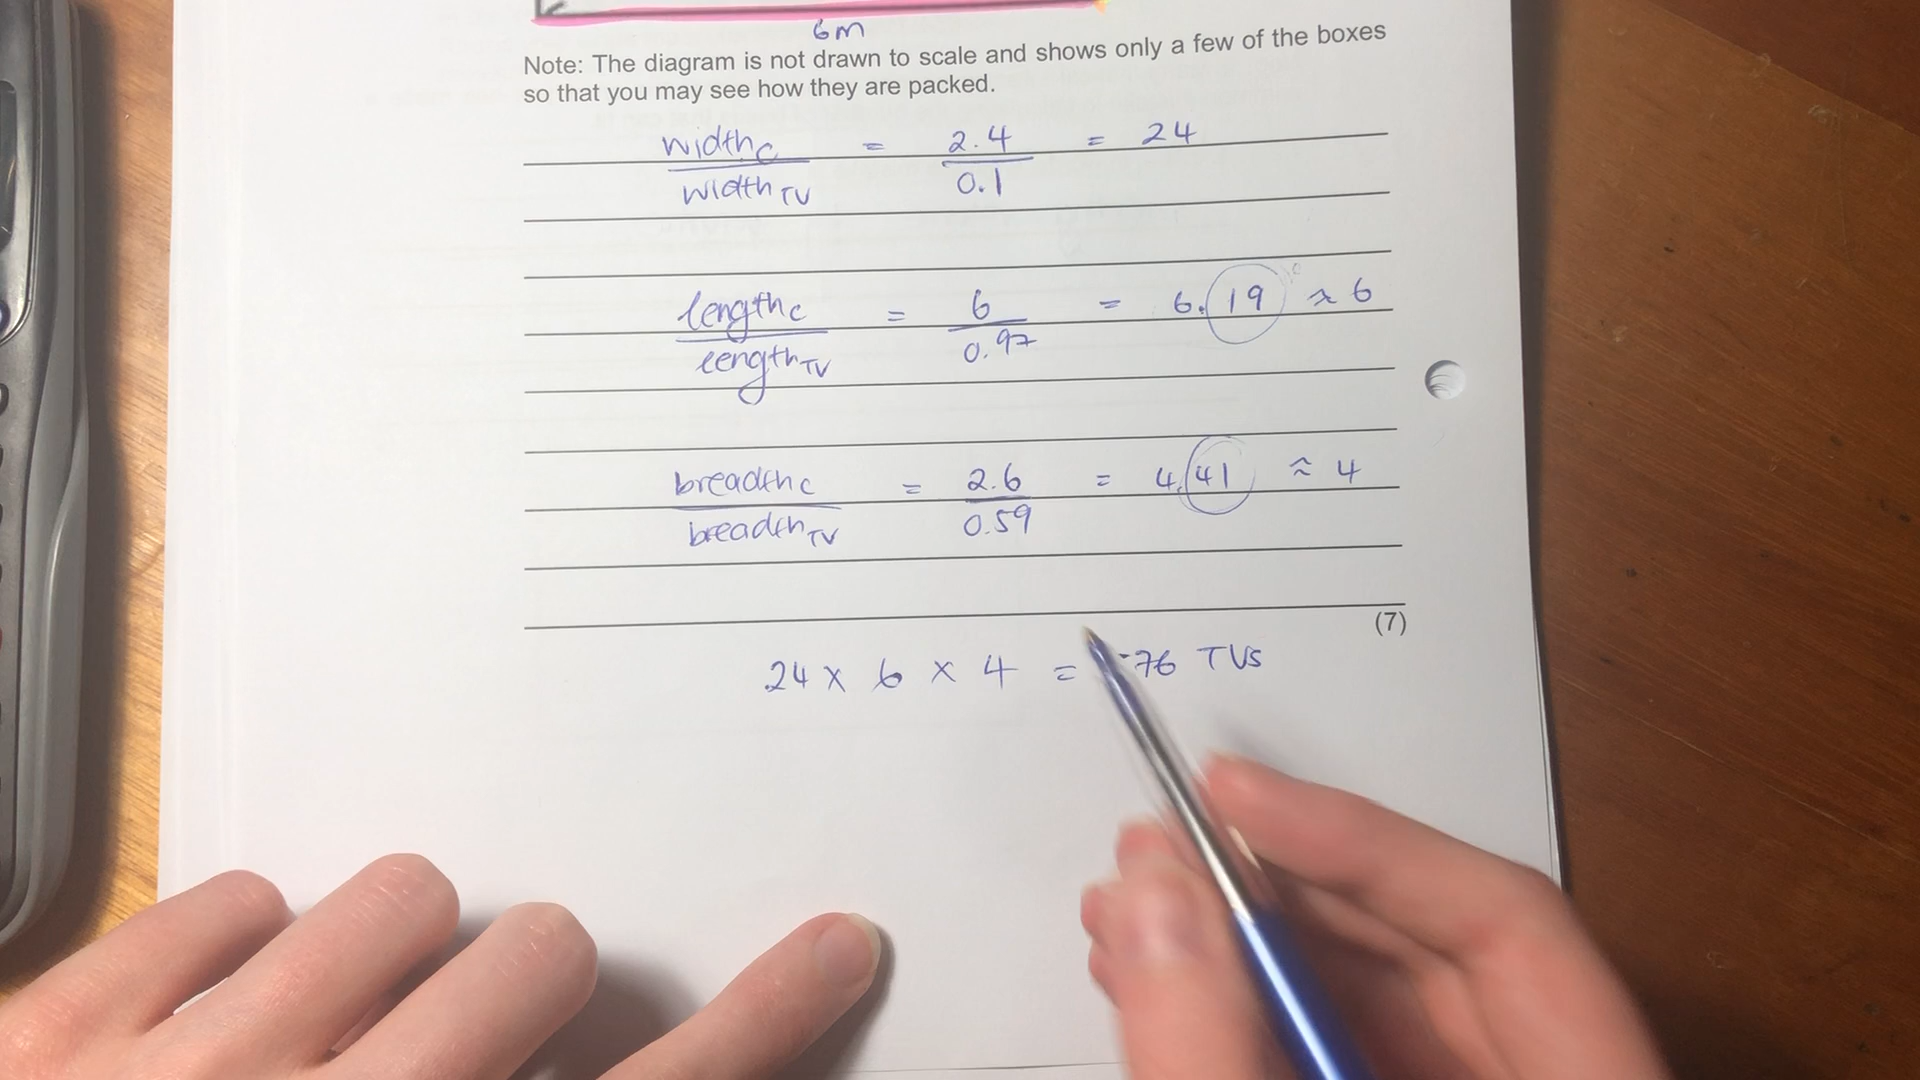 6m
Note: The diagram is not drawn to scale and shows only a few of the boxes
so that you may see how they are packed.
widthc / widthTV = 2.4 / 0.1 = 24
lengthc / lengthTV = 6 / 0.97 = 6.19 ≈ 6
breadthc / breadthTV = 2.6 / 0.59 = 4.41 ≈ 4
(7)
24 × 6 × 4 = 76 TVs